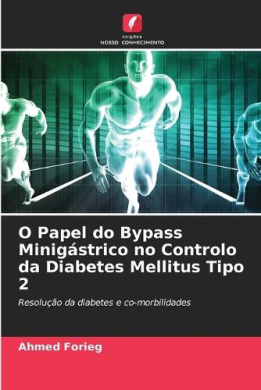 edições
NOSSO CONHECIMENTO
O Papel do Bypass
Minigástrico no Controlo
da Diabetes Mellitus Tipo
2
Resolução da diabetes e co-morbilidades
Ahmed Forieg